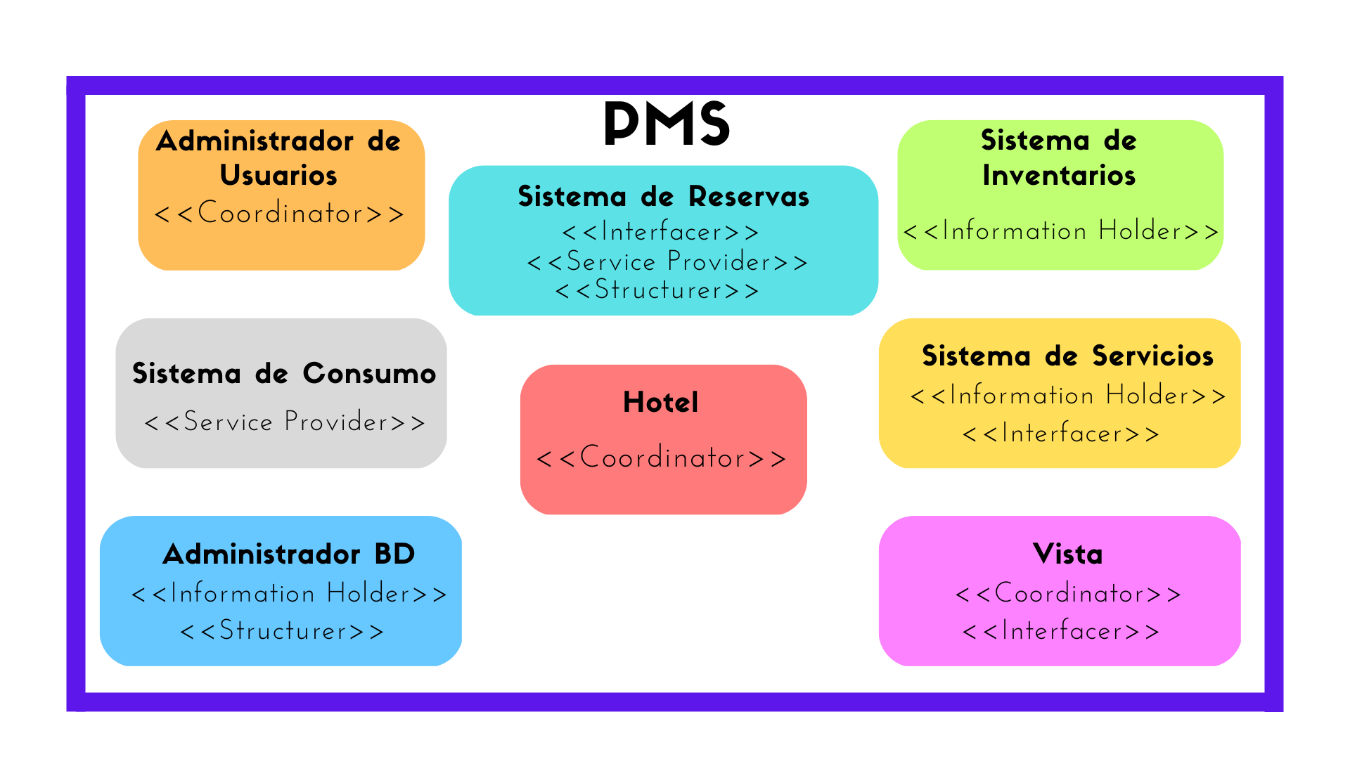 PMS
Administrador de
Usuarios
<<Coordinator>>
Sistema de Reservas
<<Interfacer>>
<<Service Provider>>
<<Structurer>>
Sistema de
Inventarios
<<Information Holder>>
Sistema de Consumo
<<Service Provider>>
Hotel
<<Coordinator>>
Sistema de Servicios
<<Information Holder>>
<<Interfacer>>
Administrador BD
<<Information Holder>>
<<Structurer>>
Vista
<<Coordinator>>
<<Interfacer>>